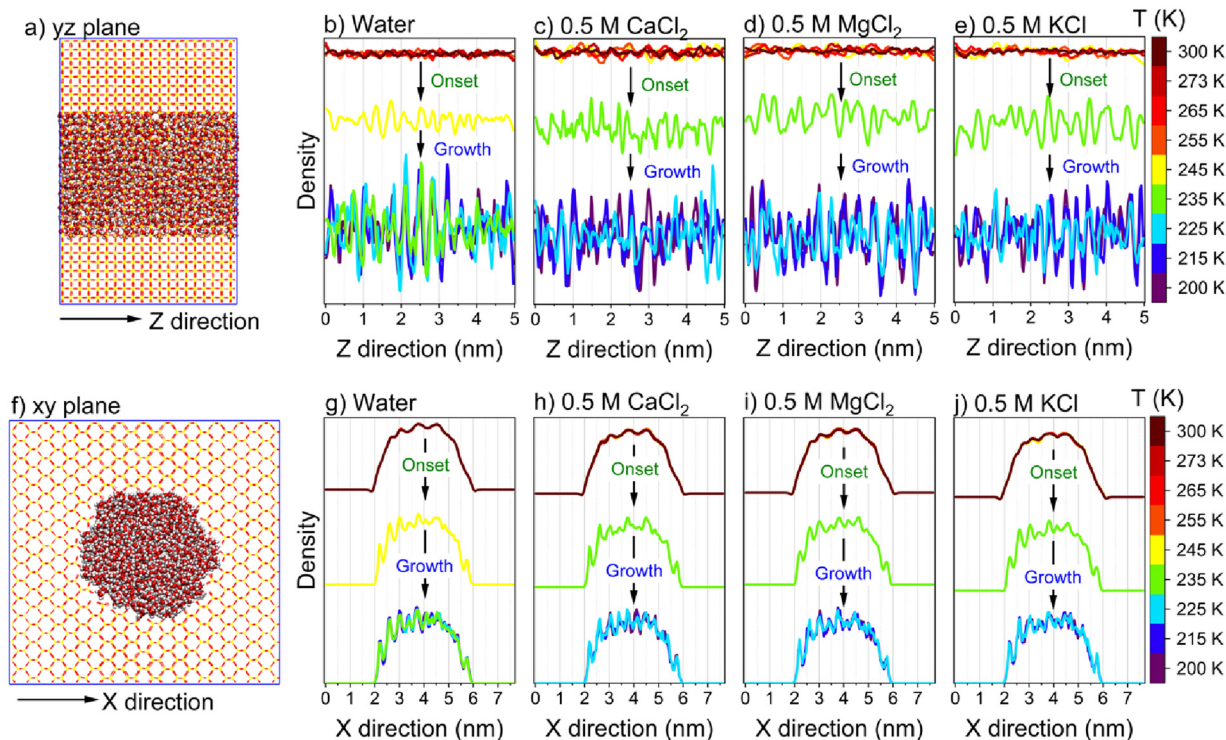 a) yz plane
Z direction
b) Water
c) 0.5 M CaCl₂
d) 0.5 M MgCl₂
e) 0.5 M KCl
T (K)
Density
Onset
Growth
Onset
Growth
Onset
Growth
Onset
Growth
300 K
273 K
265 K
255 K
245 K
235 K
225 K
215 K
200 K
0 1 2 3 4 5
0 1 2 3 4 5
0 1 2 3 4 5
0 1 2 3 4 5
Z direction (nm)
Z direction (nm)
Z direction (nm)
Z direction (nm)
f) xy plane
X direction
g) Water
h) 0.5 M CaCl₂
i) 0.5 M MgCl₂
j) 0.5 M KCl
T (K)
Density
Onset
Growth
Onset
Growth
Onset
Growth
Onset
Growth
300 K
273 K
265 K
255 K
245 K
235 K
225 K
215 K
200 K
0 1 2 3 4 5 6 7
0 1 2 3 4 5 6 7
0 1 2 3 4 5 6 7
0 1 2 3 4 5 6 7
X direction (nm)
X direction (nm)
X direction (nm)
X direction (nm)